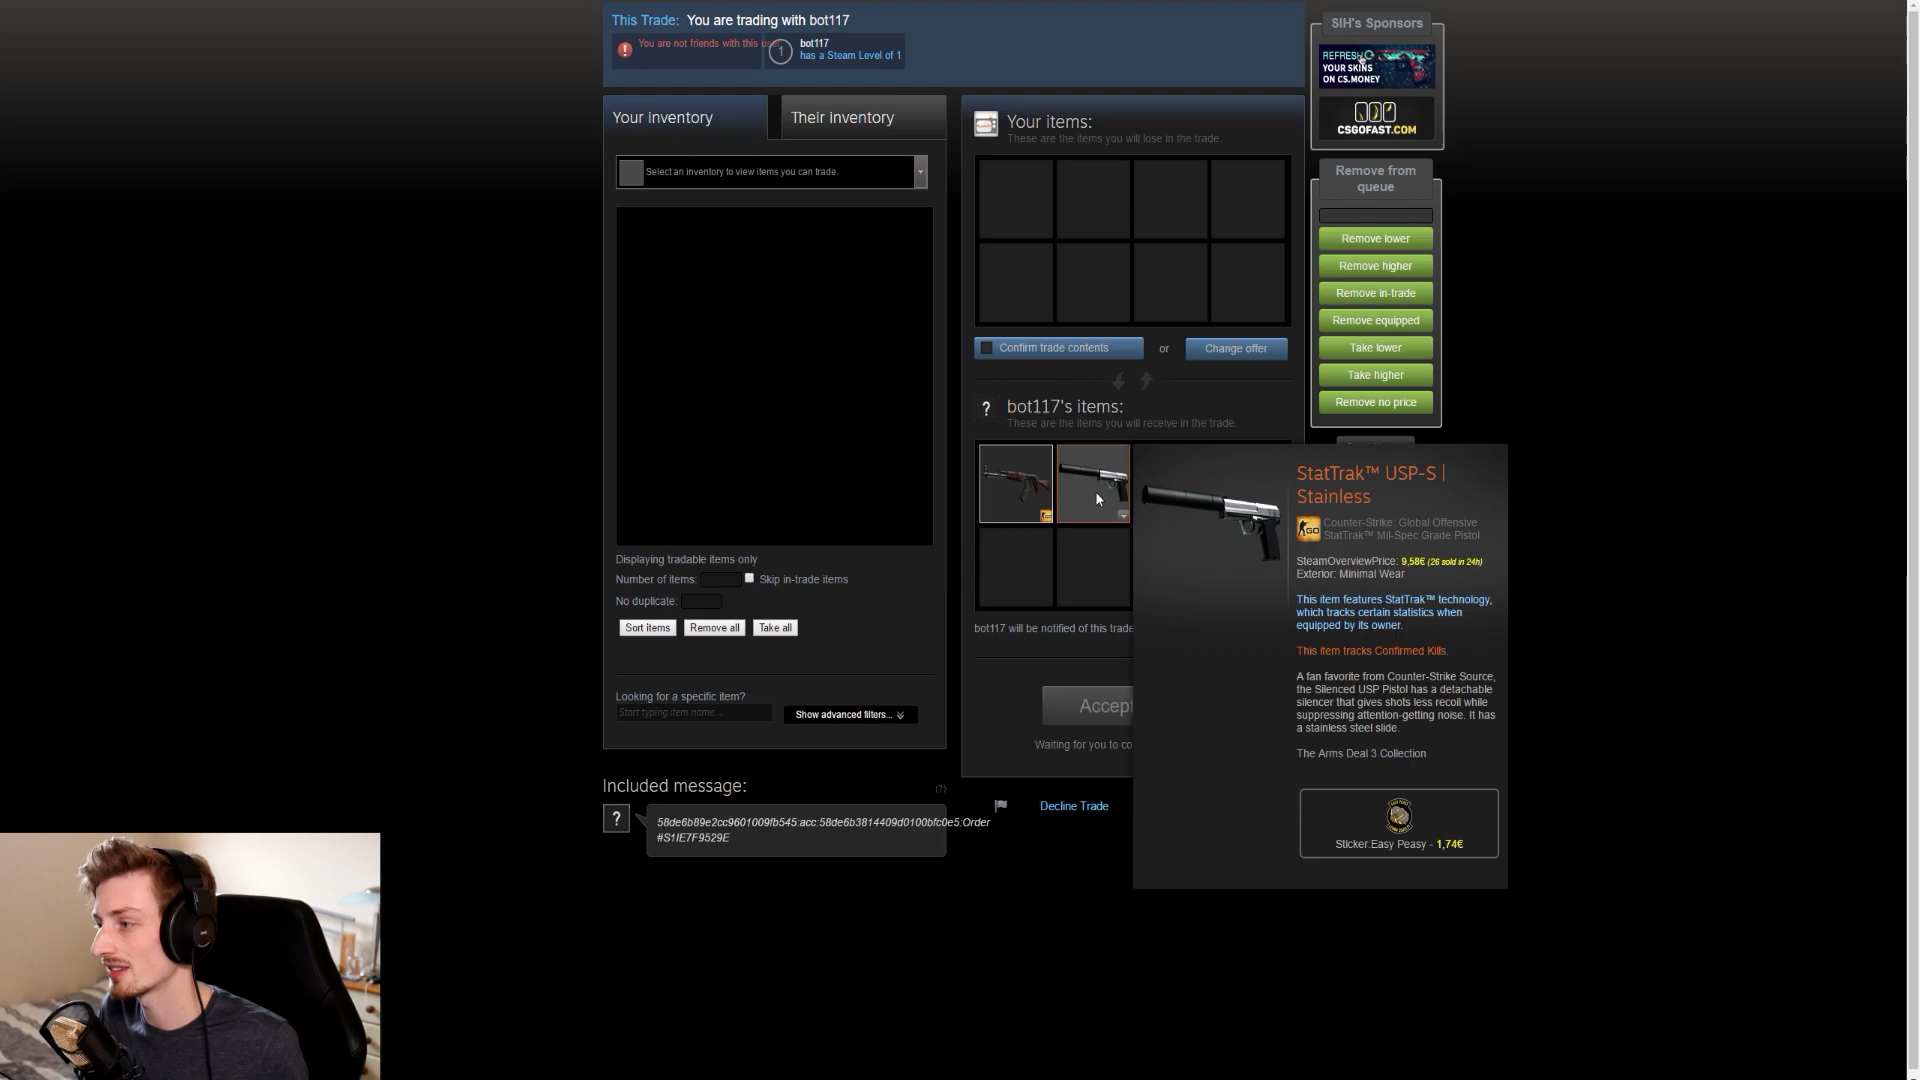 This Trade: You are trading with bot117
You are not friends with this user
1
bot117
has a Steam Level of 1
Your inventory
Their inventory
Select an inventory to view items you can trade.
Displaying tradable items only
Number of items:
Skip in-trade items
No duplicate:
Sort items
Remove all
Take all
Looking for a specific item?
Start typing item name...
Show advanced filters...
Included message:
(?)
?
58de6b89e2cc9601009fb545:acc:58de6b3814409d0100bfc0e5:Order
#S1IE7F9529E
Your items:
These are the items you will lose in the trade.
Confirm trade contents
or
Change offer
?
bot117's items:
These are the items you will receive in the trade.
bot117 will be notified of this trade
Accept
Waiting for you to co
Decline Trade
SIH's Sponsors
REFRESH
YOUR SKINS
ON CS.MONEY
CSGOFAST.COM
Remove from
queue
Remove lower
Remove higher
Remove in-trade
Remove equipped
Take lower
Take higher
Remove no price
StatTrak™ USP-S |
Stainless
GO
Counter-Strike: Global Offensive
StatTrak™ Mil-Spec Grade Pistol
SteamOverviewPrice: 9,58€ (26 sold in 24h)
Exterior: Minimal Wear
This item features StatTrak™ technology,
which tracks certain statistics when
equipped by its owner.
This item tracks Confirmed Kills.
A fan favorite from Counter-Strike Source,
the Silenced USP Pistol has a detachable
silencer that gives shots less recoil while
suppressing attention-getting noise. It has
a stainless steel slide.
The Arms Deal 3 Collection
Sticker:Easy Peasy - 1,74€